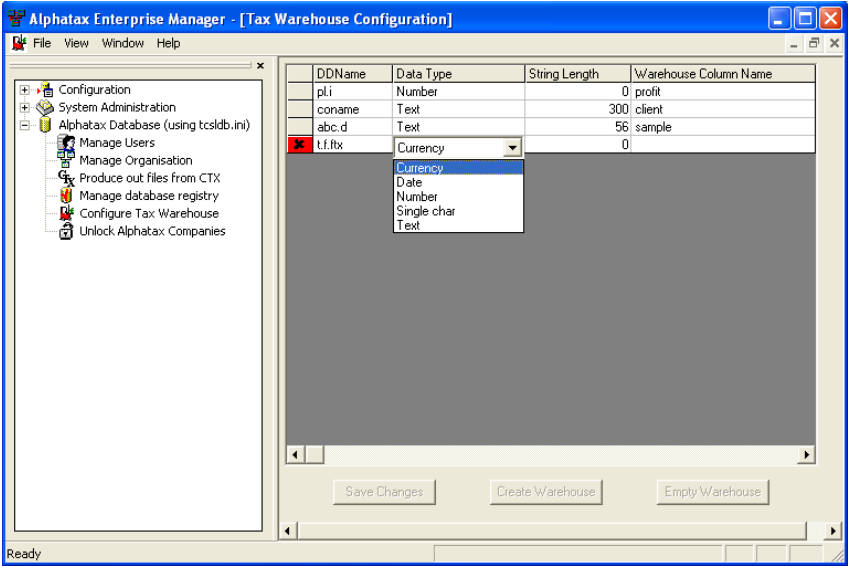 Alphatax Enterprise Manager - [Tax Warehouse Configuration]
File View Window Help
Configuration
System Administration
Alphatax Database (using tcsldb.ini)
Manage Users
Manage Organisation
Produce out files from CTX
Manage database registry
Configure Tax Warehouse
Unlock Alphatax Companies
DDName Data Type String Length Warehouse Column Name
pl.i Number 0 profit
coname Text 300 client
abc.d Text 56 sample
t.f.ftx Currency 0
Currency
Date
Number
Single char
Text
Save Changes Create Warehouse Empty Warehouse
Ready